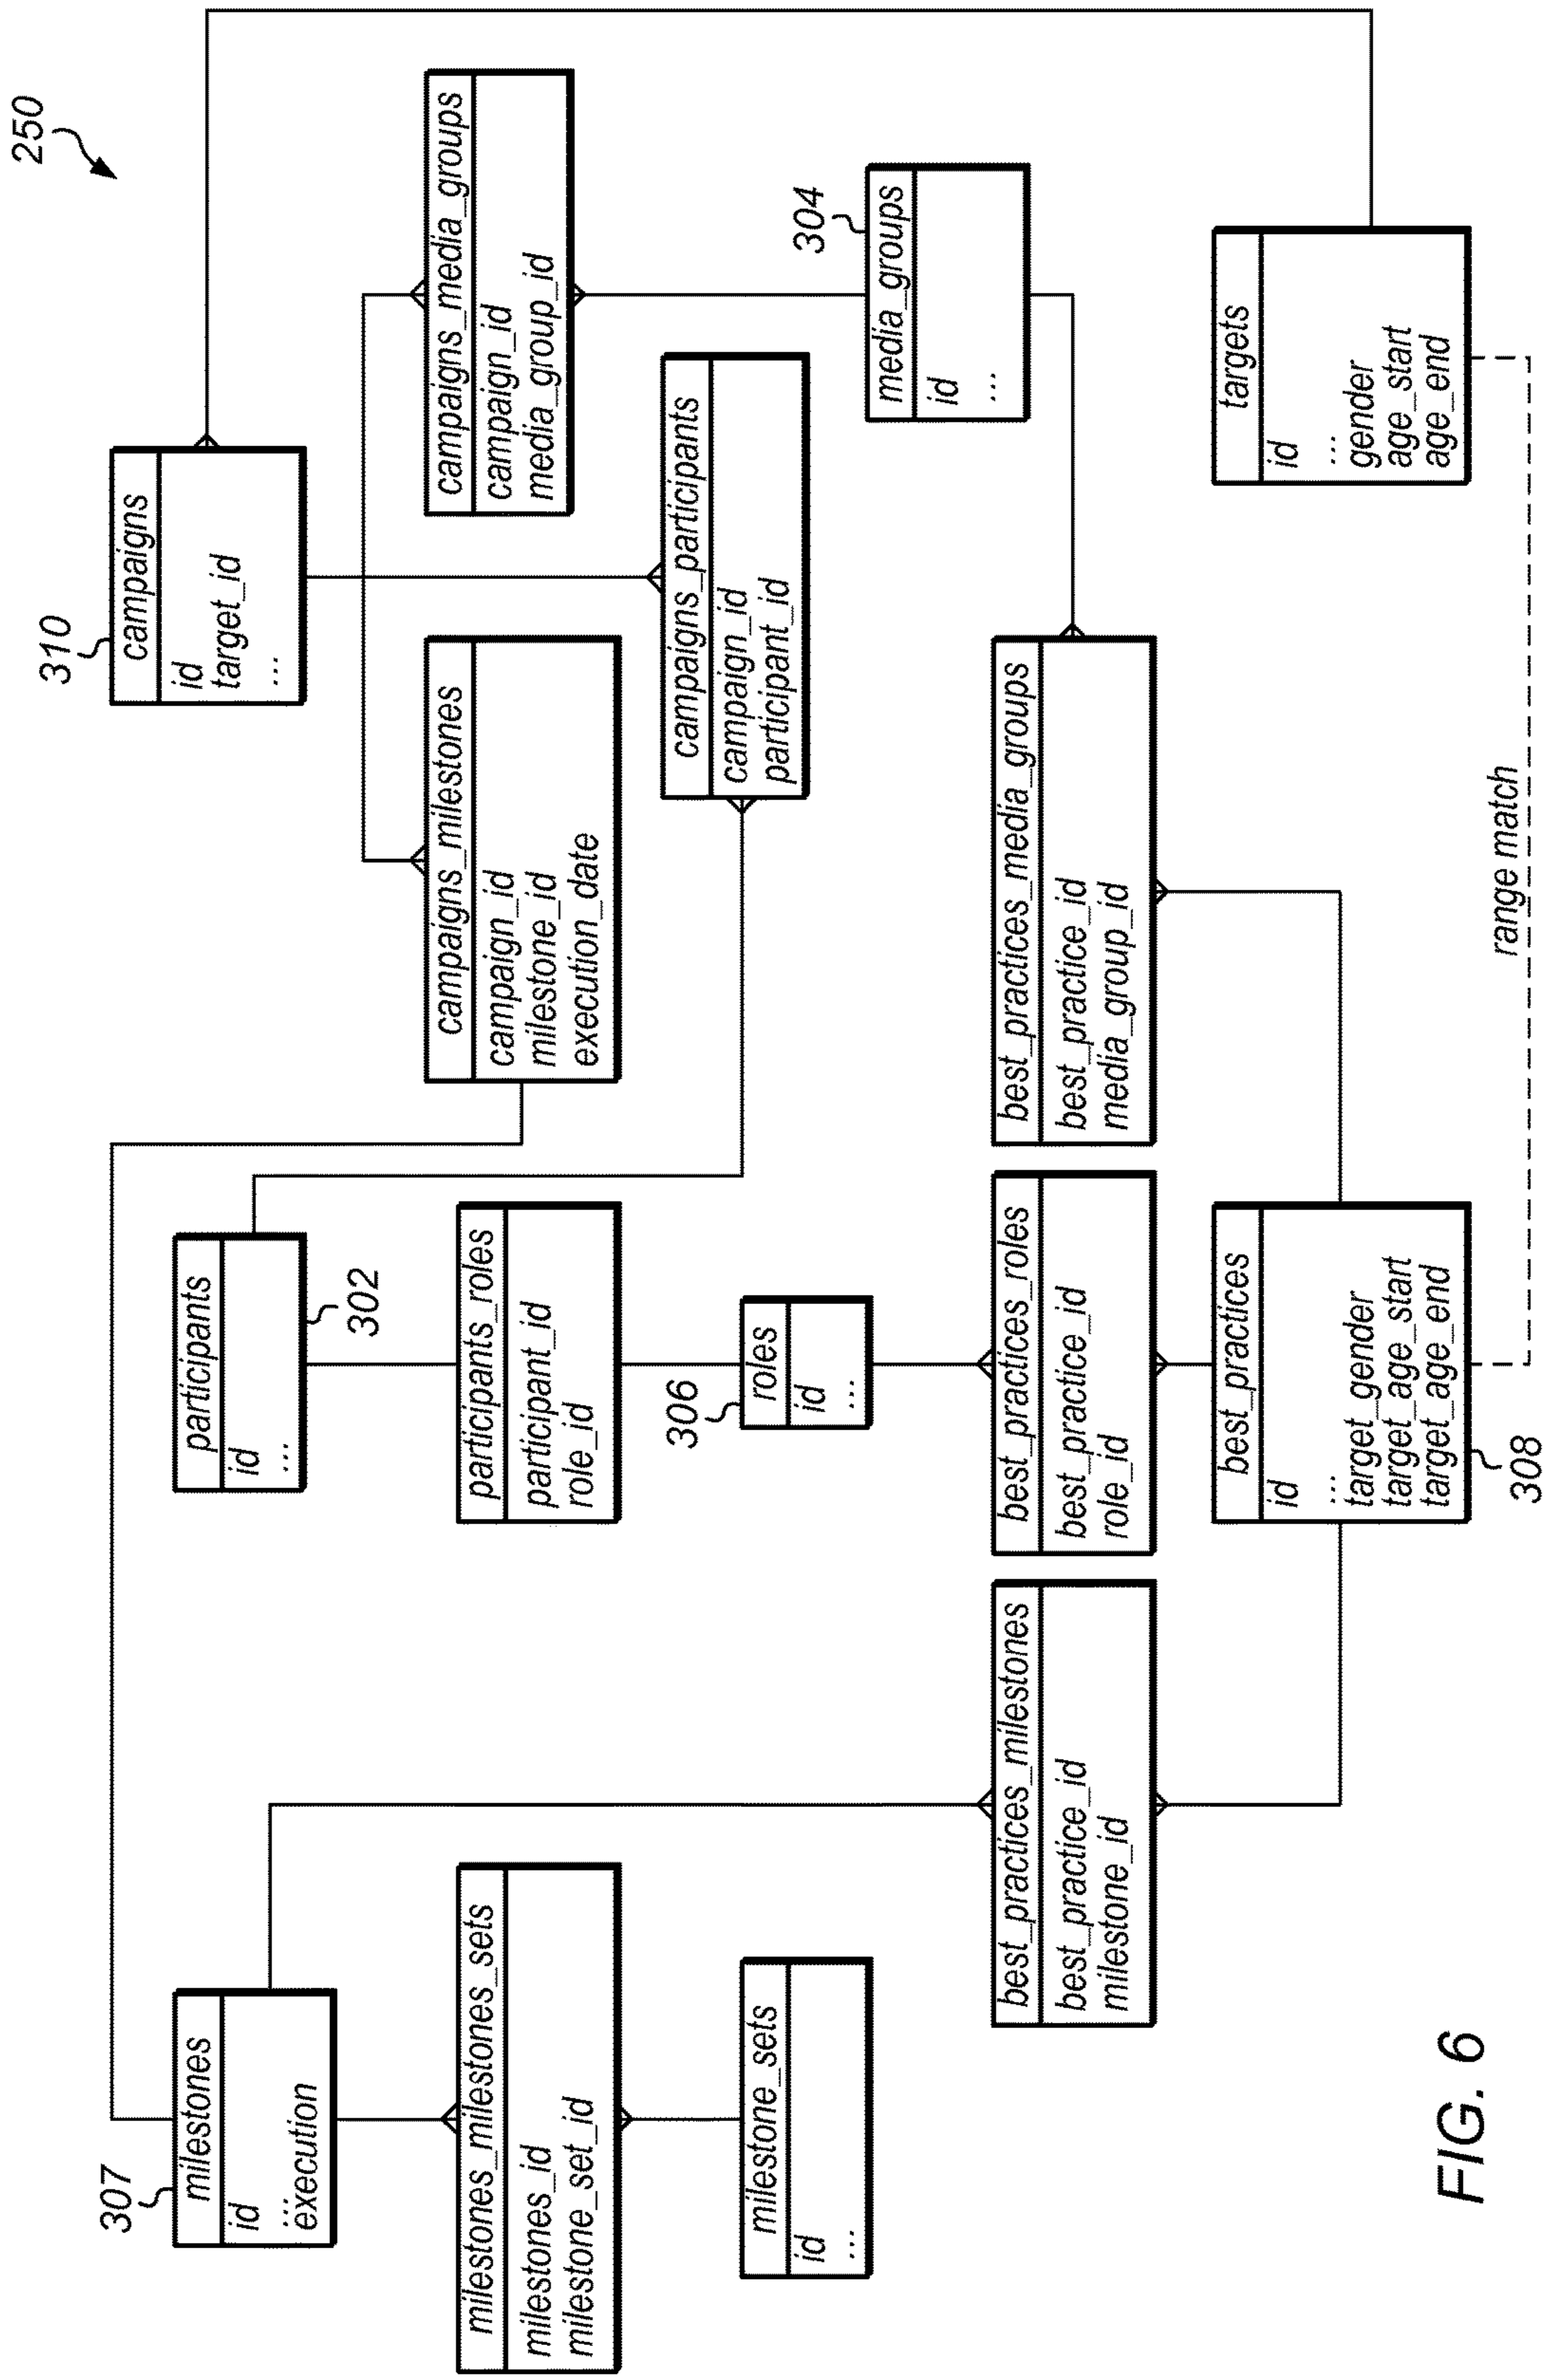 250
307
milestones
id
...
execution
milestones_milestones_sets
milestones_id
milestone_set_id
milestone_sets
id
...
participants
id
...
302
participants_roles
participant_id
role_id
306
roles
id
...
310
campaigns
id
target_id
...
campaigns_milestones
campaign_id
milestone_id
execution_date
campaigns_media_groups
campaign_id
media_group_id
campaigns_participants
campaign_id
participant_id
304
media_groups
id
...
best_practices_milestones
best_practice_id
milestone_id
best_practices_roles
best_practice_id
role_id
best_practices_media_groups
best_practice_id
media_group_id
best_practices
id
...
target_gender
target_age_start
target_age_end
308
targets
id
...
gender
age_start
age_end
range match
FIG. 6